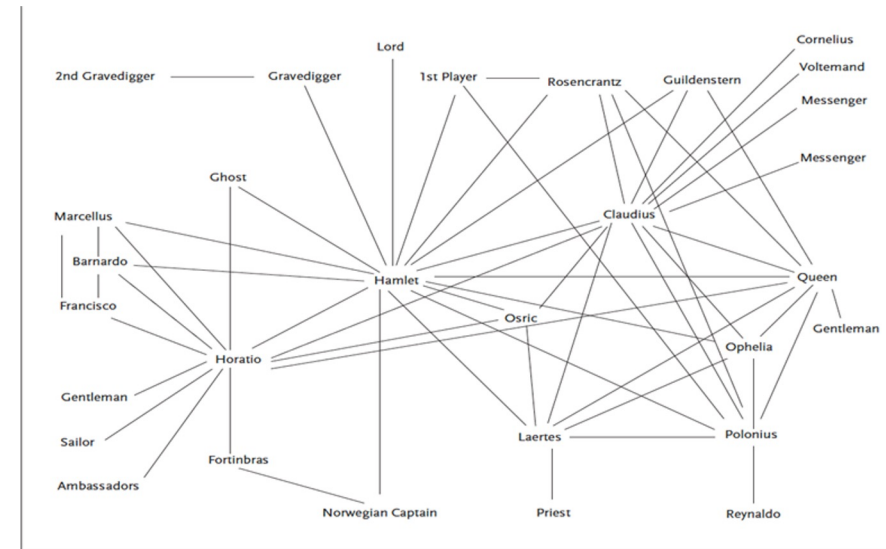 Cornelius
Lord
Voltemand
2nd Gravedigger
Gravedigger
1st Player
Rosencrantz
Guildenstern
Messenger
Messenger
Ghost
Marcellus
Claudius
Barnardo
Hamlet
Queen
Francisco
Osric
Gentleman
Ophelia
Horatio
Gentleman
Laertes
Polonius
Sailor
Fortinbras
Ambassadors
Norwegian Captain
Priest
Reynaldo